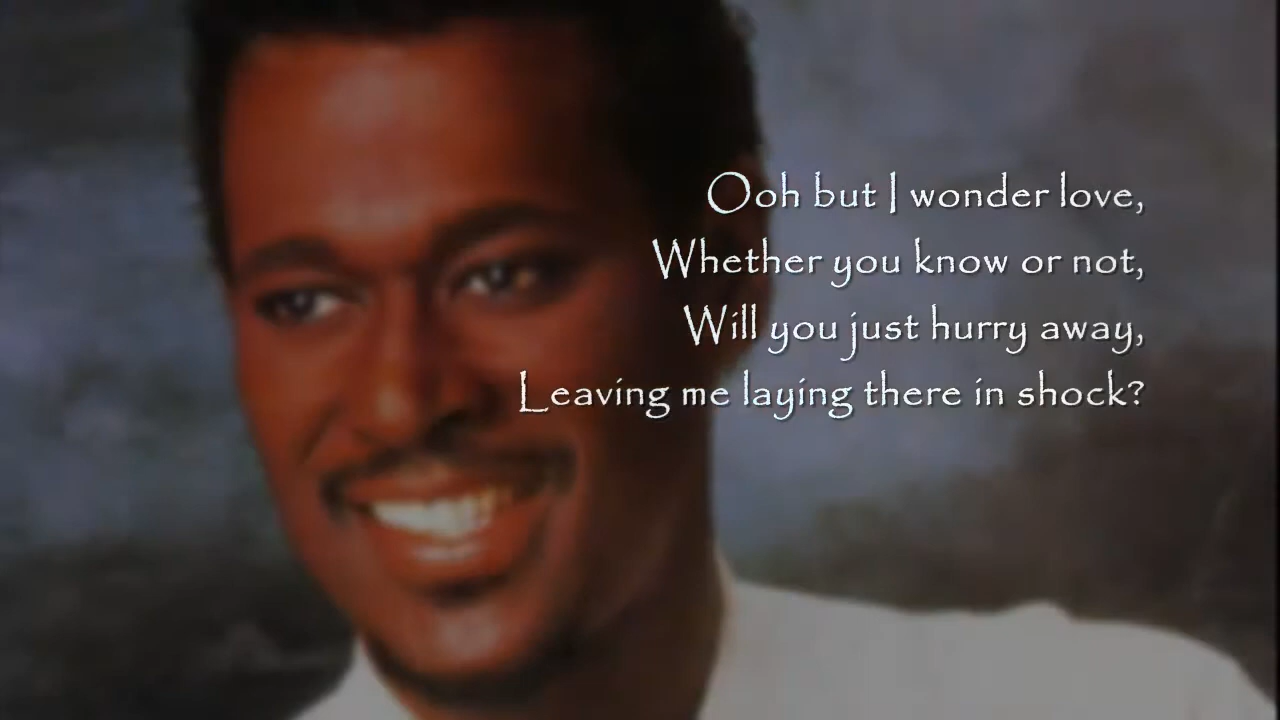 Ooh but I wonder love,
Whether you know or not,
Will you just hurry away,
Leaving me laying there in shock?